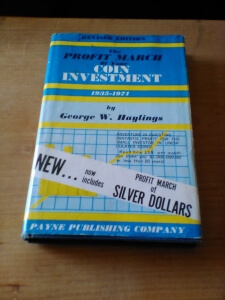 REVISED EDITION
The
PROFIT MARCH
of your
COIN
INVESTMENT
1935-1971
by
George W. Haylings
NEW... now
includes
PROFIT MARCH
of
SILVER DOLLARS
PAYNE PUBLISHING COMPANY